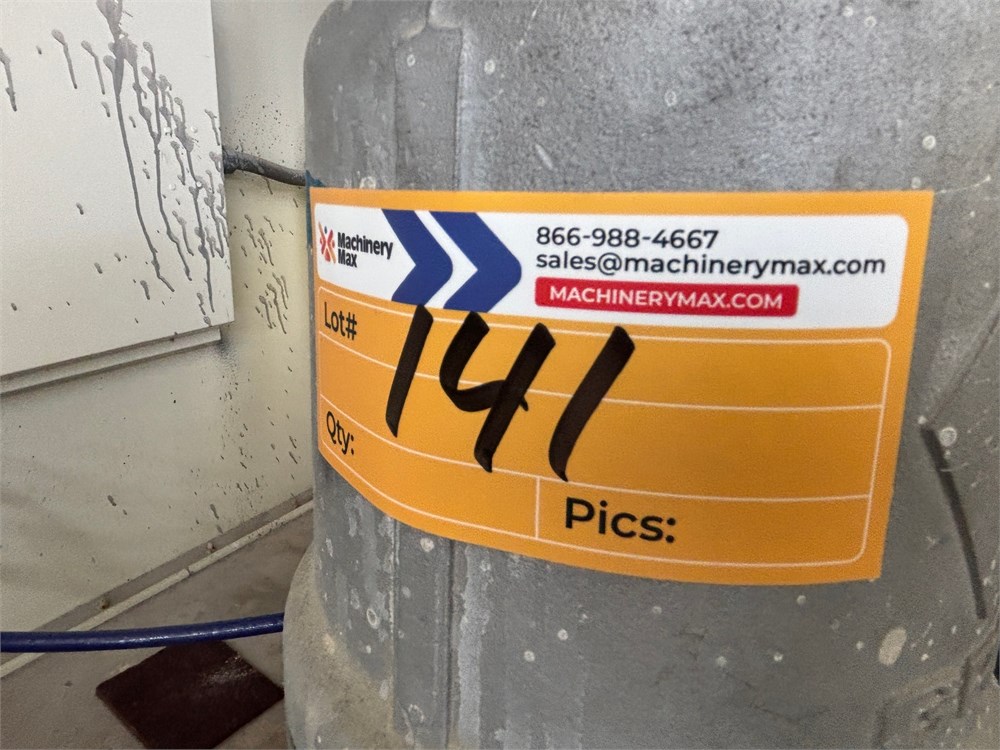 Machinery
Max
866-988-4667
sales@machinerymax.com
MACHINERYMAX.COM
Lot# 141
Qty:
Pics: